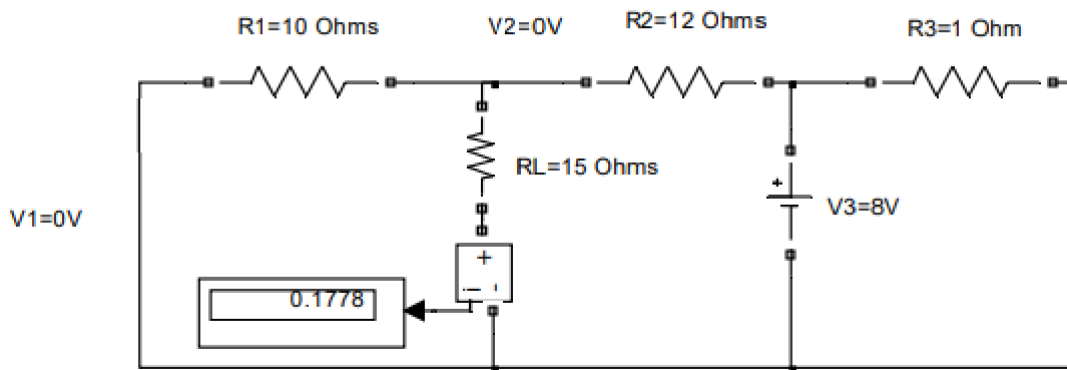 R1=10 Ohms
V2=0V
R2=12 Ohms
R3=1 Ohm
RL=15 Ohms
V1=0V
+
V3=8V
+
-
0.1778